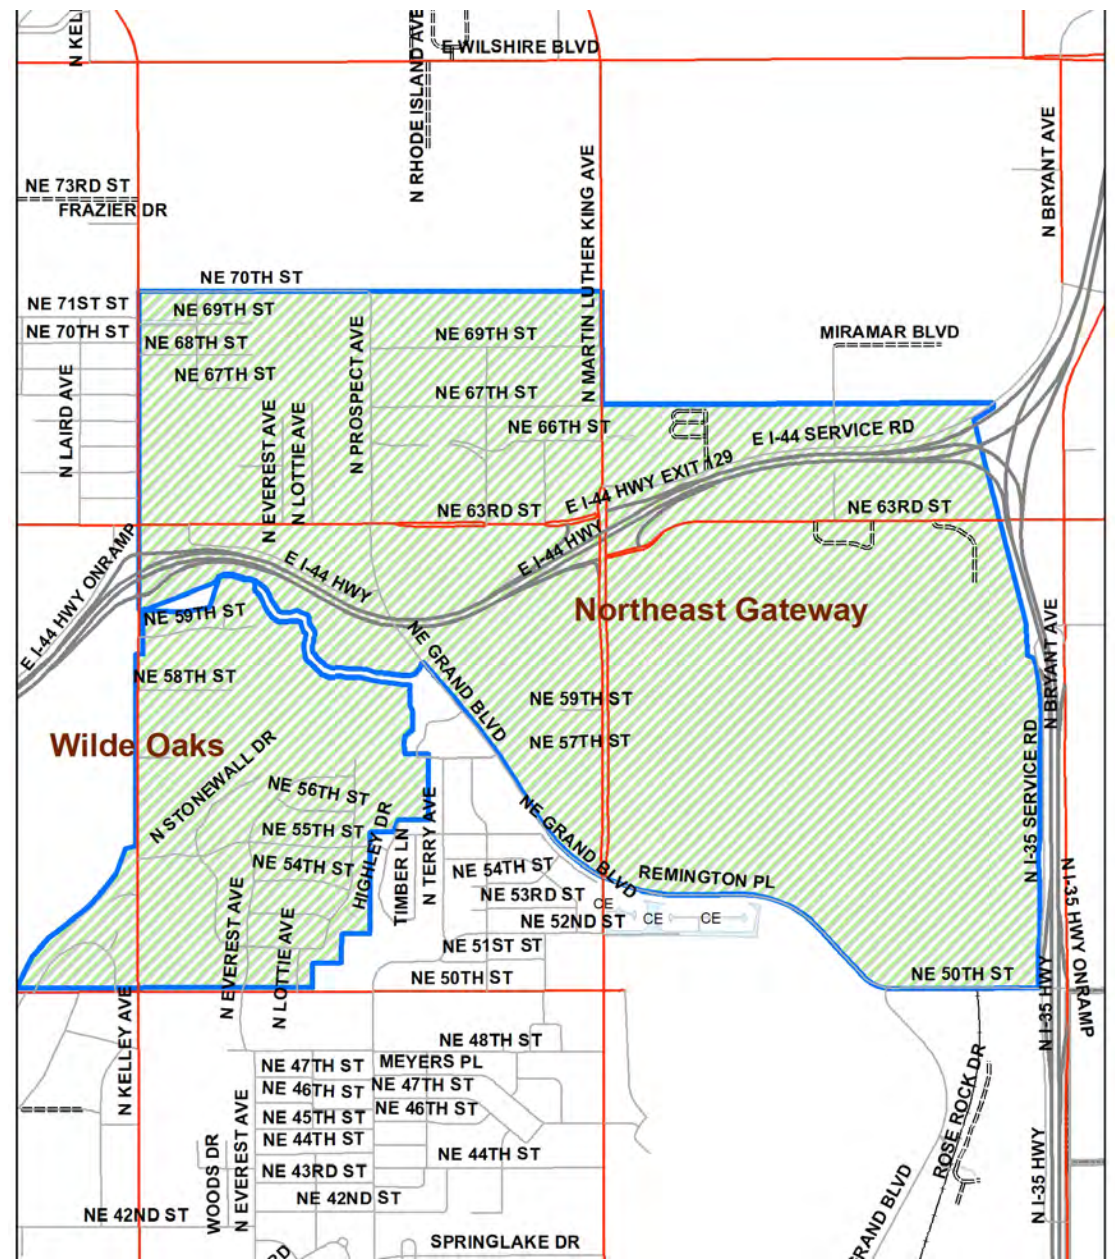 N KEL
N RHODE ISLAND AVE
E WILSHIRE BLVD
N BRYANT AVE
N MARTIN LUTHER KING AVE
NE 73RD ST
FRAZIER DR
NE 70TH ST
NE 71ST ST
NE 69TH ST
NE 70TH ST
NE 68TH ST
NE 69TH ST
MIRAMAR BLVD
NE 67TH ST
N PROSPECT AVE
NE 67TH ST
N LAIRD AVE
N EVEREST AVE
N LOTTIE AVE
NE 66TH ST
E I-44 SERVICE RD
E I-44 HWY EXIT 129
NE 63RD ST
NE 63RD ST
E I-44 HWY ONRAMP
E I-44 HWY
E I-44 HWY
Northeast Gateway
NE 59TH ST
NE GRAND BLVD
N BRYANT AVE
NE 58TH ST
NE 59TH ST
Wilde Oaks
NE 57TH ST
N STONEWALL DR
N I-35 SERVICE RD
NE 56TH ST
NE 55TH ST
HIGHLEY DR
TIMBER LN
N TERRY AVE
NE GRAND BLVD
NE 54TH ST
NE 54TH ST
REMINGTON PL
NE 53RD ST
CE
CE
CE
NE 52ND ST
N EVEREST AVE
N LOTTIE AVE
NE 51ST ST
NE 50TH ST
NE 50TH ST
N I-35 HWY ONRAMP
N I-35 HWY
N KELLEY AVE
NE 48TH ST
NE 47TH ST
MEYERS PL
NE 46TH ST
NE 47TH ST
NE 45TH ST
NE 46TH ST
NE 44TH ST
NE 44TH ST
ROSE ROCK DR
NE 43RD ST
WOODS DR
N EVEREST AVE
NE 42ND ST
NE 42ND ST
N I-35 HWY
SPRINGLAKE DR
RD
GRAND BLVD